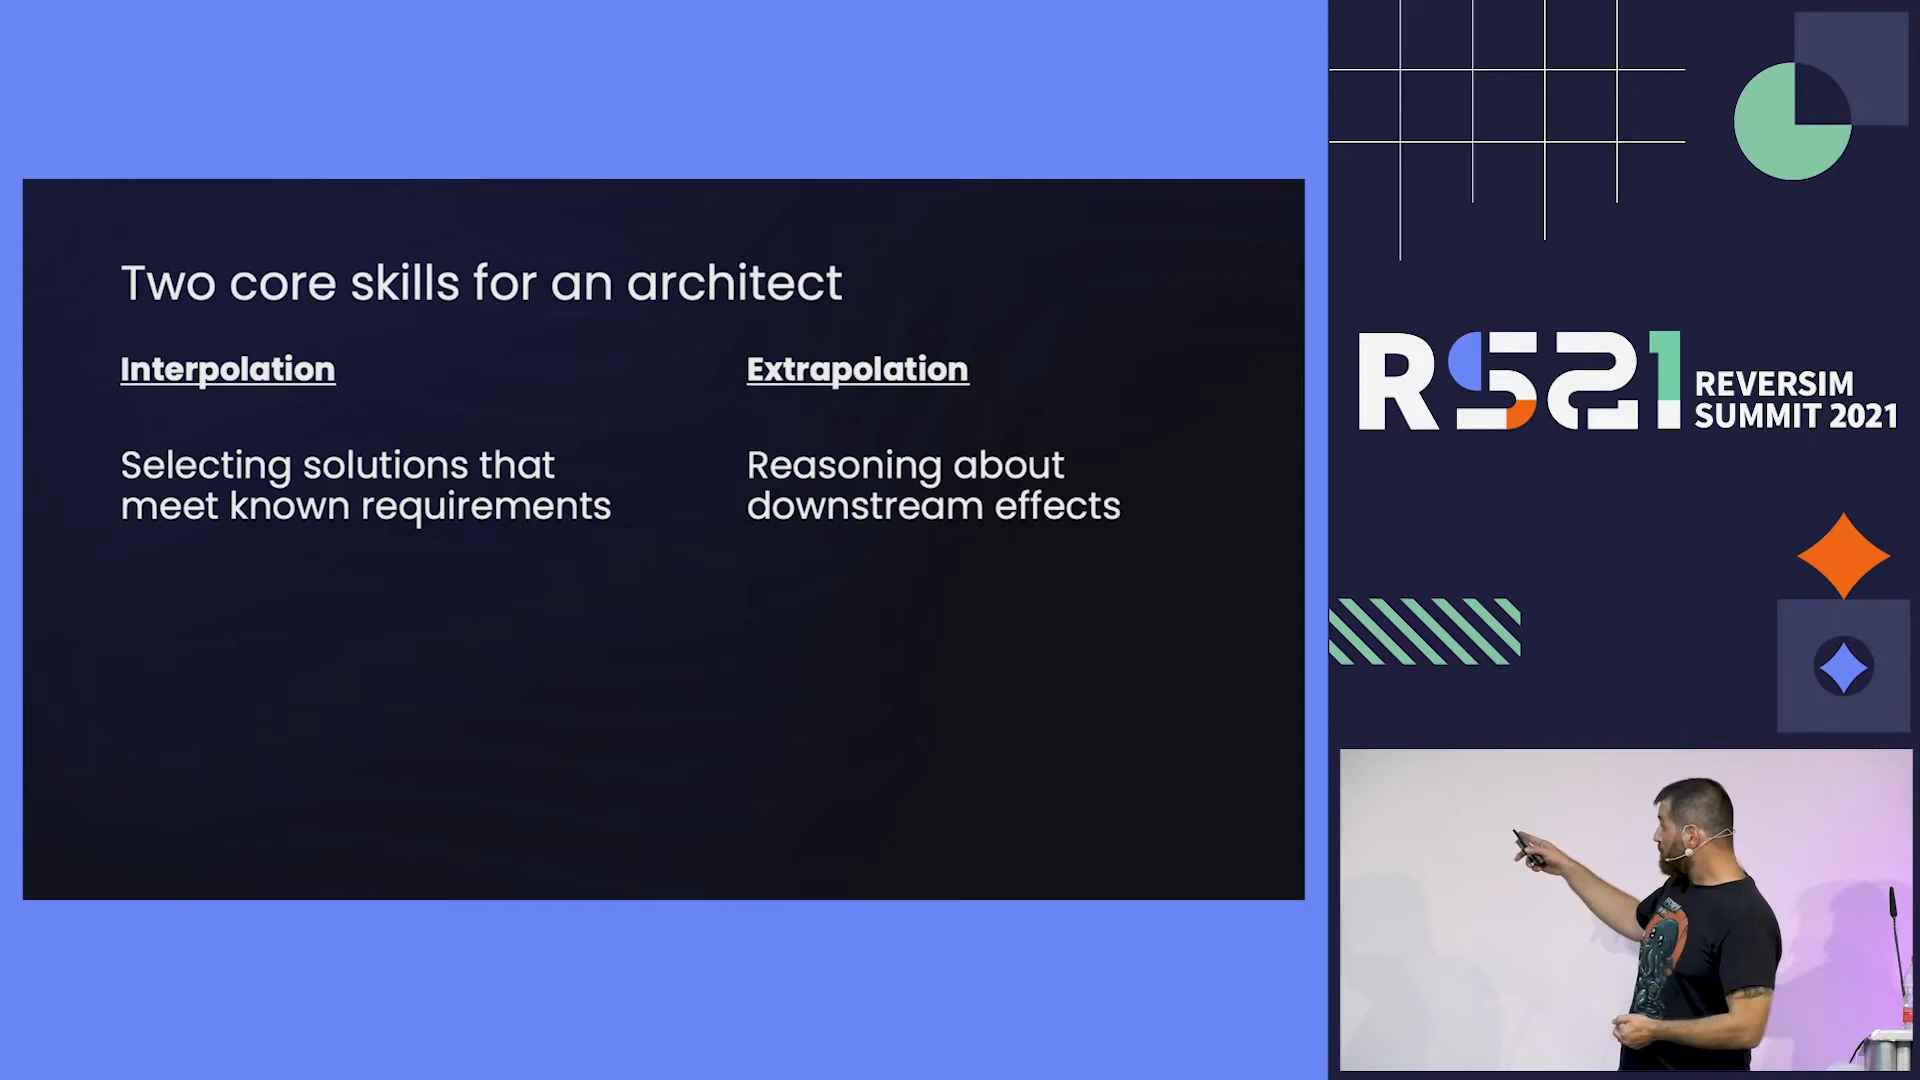 Two core skills for an architect
Interpolation
Selecting solutions that
meet known requirements
Extrapolation
Reasoning about
downstream effects
RS21
REVERSIM
SUMMIT 2021